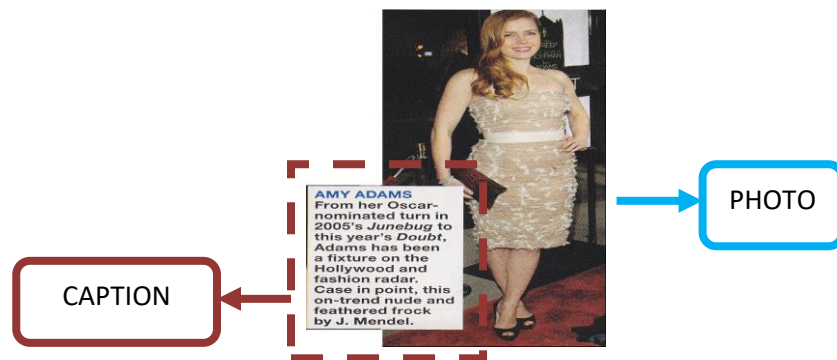 AMY ADAMS
From her Oscar-
nominated turn in
2005's Junebug to
this year's Doubt,
Adams has been
a fixture on the
Hollywood and
fashion radar.
Case in point, this
on-trend nude and
feathered frock
by J. Mendel.
PHOTO
CAPTION